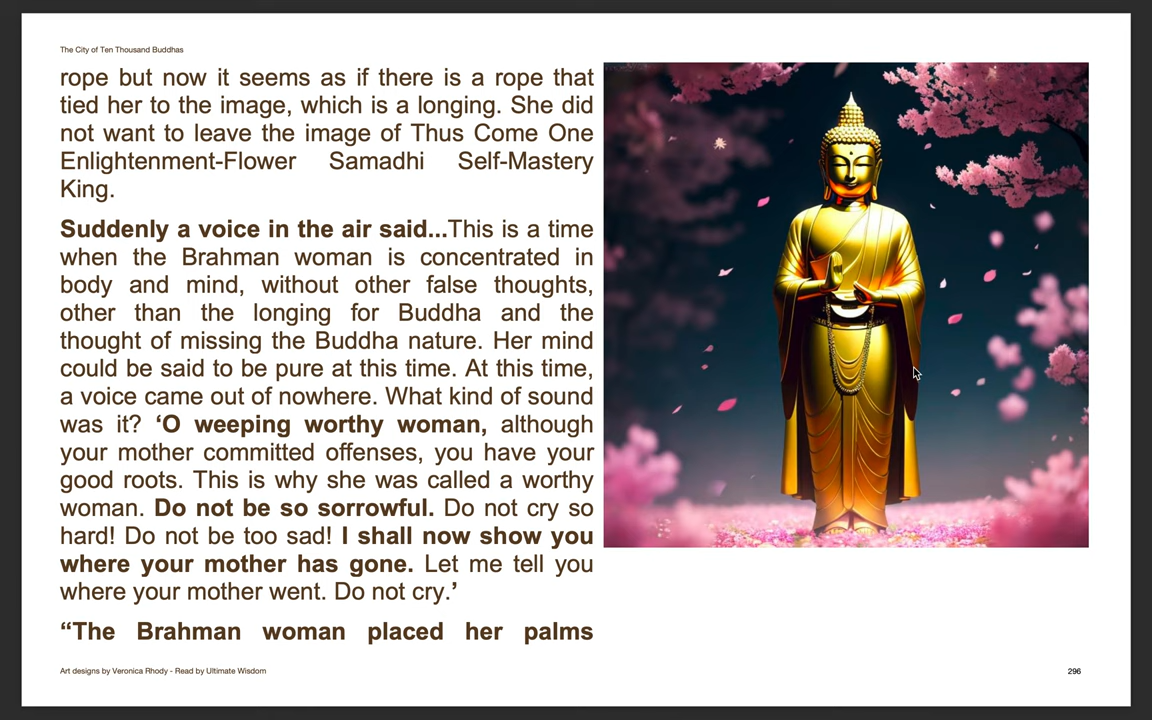 The City of Ten Thousand Buddhas
rope but now it seems as if there is a rope that
tied her to the image, which is a longing. She did
not want to leave the image of Thus Come One
Enlightenment-Flower Samadhi Self-Mastery
King.
Suddenly a voice in the air said...This is a time
when the Brahman woman is concentrated in
body and mind, without other false thoughts,
other than the longing for Buddha and the
thought of missing the Buddha nature. Her mind
could be said to be pure at this time. At this time,
a voice came out of nowhere. What kind of sound
was it? ‘O weeping worthy woman, although
your mother committed offenses, you have your
good roots. This is why she was called a worthy
woman. Do not be so sorrowful. Do not cry so
hard! Do not be too sad! I shall now show you
where your mother has gone. Let me tell you
where your mother went. Do not cry.’
“The Brahman woman placed her palms
Art designs by Veronica Rhody - Read by Ultimate Wisdom
296